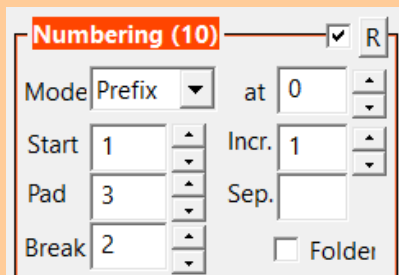 Numbering (10) R
Mode Prefix at 0
Start 1 Incr. 1
Pad 3 Sep.
Break 2 Folder